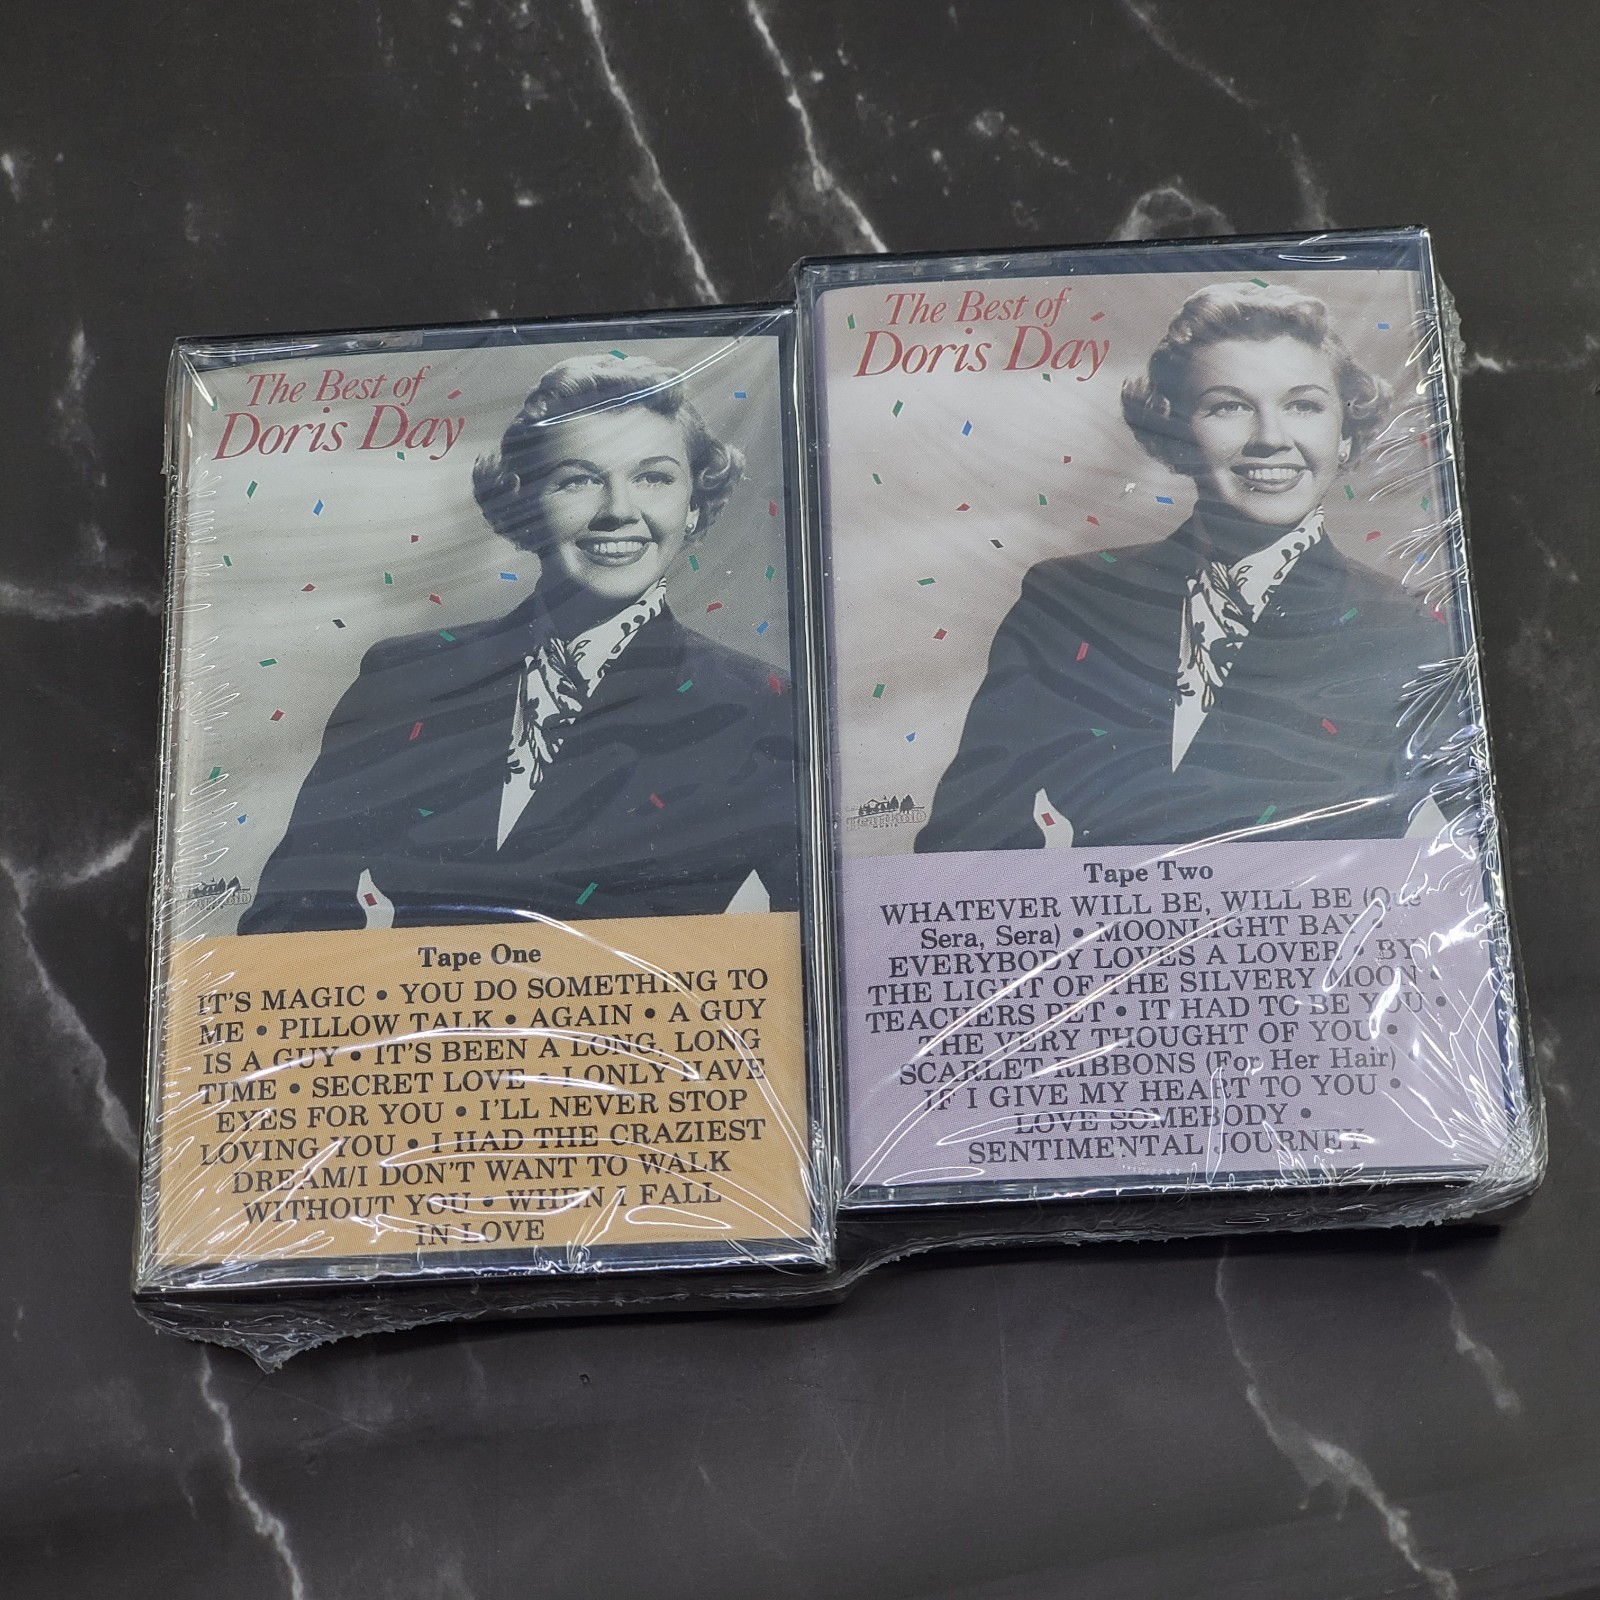 The Best of
Doris Day
Tape One
IT'S MAGIC • YOU DO SOMETHING TO
ME • PILLOW TALK • AGAIN • A GUY
IS A GUY • IT'S BEEN A LONG, LONG
TIME • SECRET LOVE • I ONLY HAVE
EYES FOR YOU • I'LL NEVER STOP
LOVING YOU • I HAD THE CRAZIEST
DREAM/I DON'T WANT TO WALK
WITHOUT YOU • WHEN I FALL
IN LOVE
The Best of
Doris Day
HEARTLAND
MUSIC
Tape Two
WHATEVER WILL BE, WILL BE (Que
Sera, Sera) • MOONLIGHT BAY •
EVERYBODY LOVES A LOVER • BY
THE LIGHT OF THE SILVERY MOON •
TEACHERS PET • IT HAD TO BE YOU •
THE VERY THOUGHT OF YOU •
SCARLET RIBBONS (For Her Hair) •
IF I GIVE MY HEART TO YOU •
LOVE SOMEBODY •
SENTIMENTAL JOURNEY